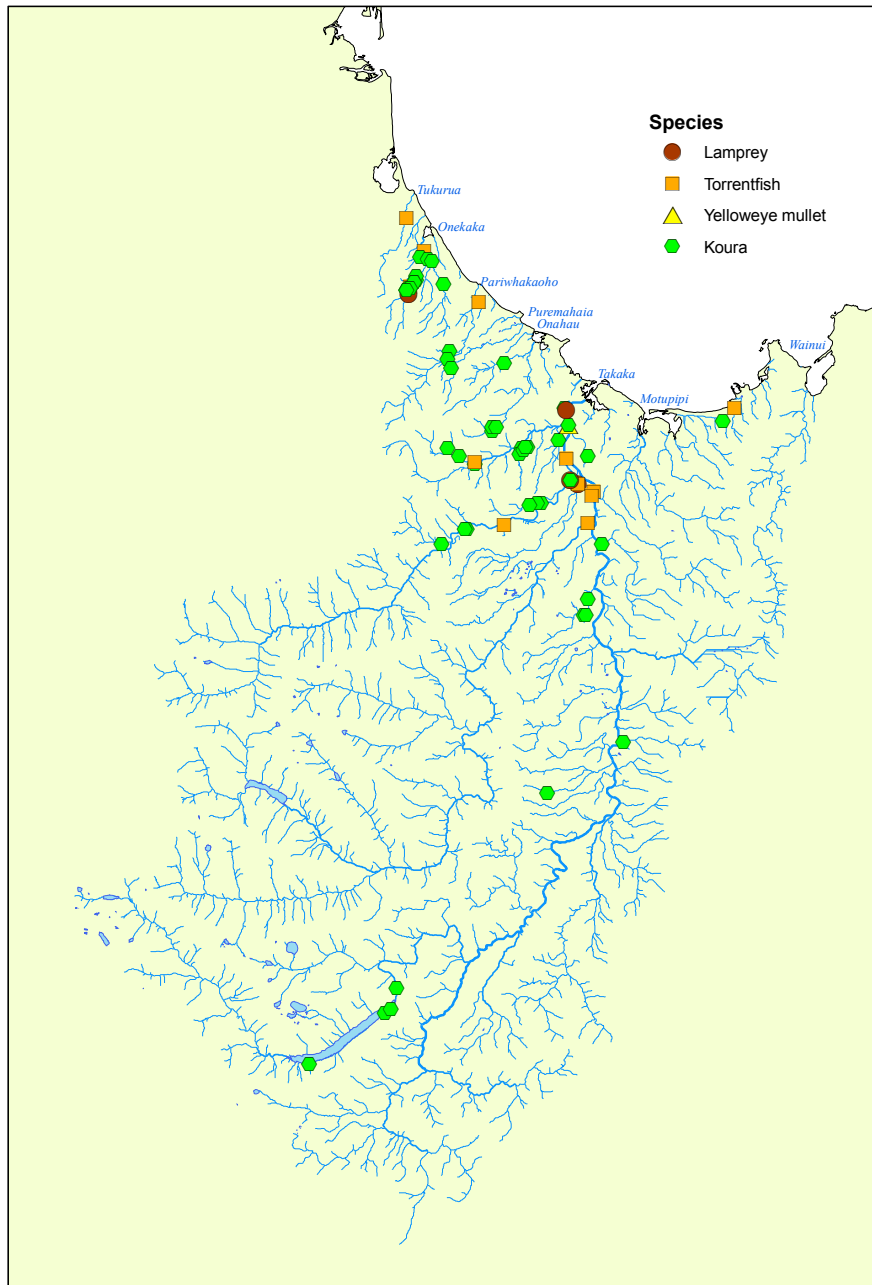 Species
Lamprey
Torrentfish
Yelloweye mullet
Koura
Tukurua
Onekaka
Pariwhakaoho
Puremahaia
Onahau
Wainui
Takaka
Motupipi